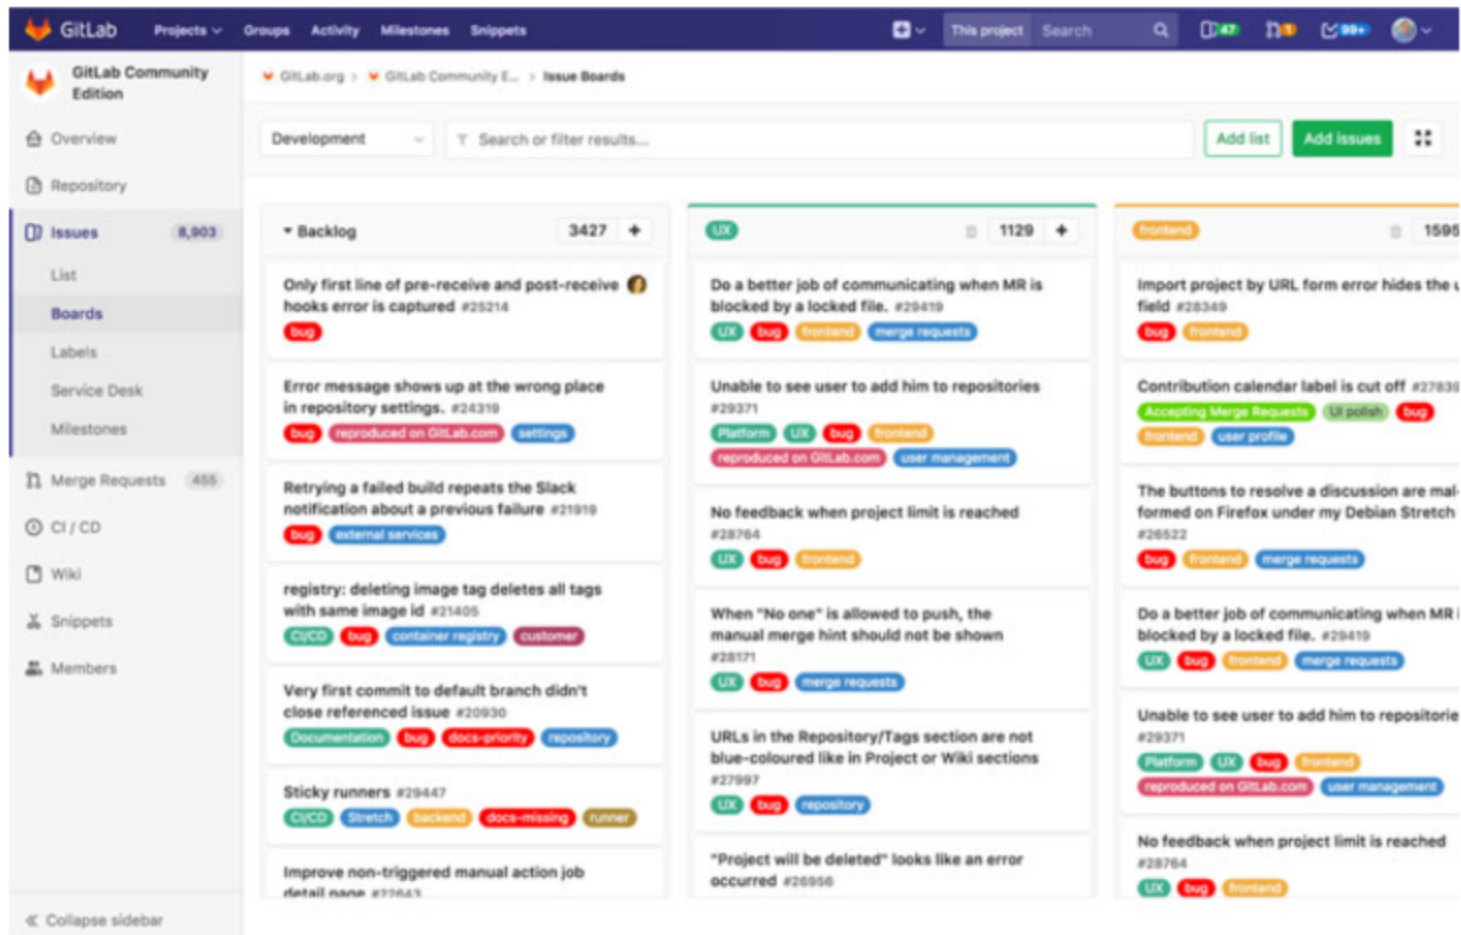 GitLab Projects Groups Activity Milestones Snippets This project Search 47 1 99+
GitLab Community
Edition
GitLab.org > GitLab Community E... > Issue Boards
Overview
Repository
Issues 8,903
List
Boards
Labels
Service Desk
Milestones
Merge Requests 455
CI / CD
Wiki
Snippets
Members
Collapse sidebar
Development Search or filter results... Add list Add issues
Backlog 3427 +
Only first line of pre-receive and post-receive
hooks error is captured #25214
bug
Error message shows up at the wrong place
in repository settings. #24319
bug reproduced on GitLab.com settings
Retrying a failed build repeats the Slack
notification about a previous failure #21919
bug external services
registry: deleting image tag deletes all tags
with same image id #21405
CI/CD bug container registry customer
Very first commit to default branch didn't
close referenced issue #20930
Documentation bug docs-priority repository
Sticky runners #29447
CI/CD Stretch backend docs-missing runner
Improve non-triggered manual action job
detail page #22643
UX 1129 +
Do a better job of communicating when MR is
blocked by a locked file. #29419
UX bug frontend merge requests
Unable to see user to add him to repositories
#29371
Platform UX bug frontend
reproduced on GitLab.com user management
No feedback when project limit is reached
#28764
UX bug frontend
When "No one" is allowed to push, the
manual merge hint should not be shown
#28171
UX bug merge requests
URLs in the Repository/Tags section are not
blue-coloured like in Project or Wiki sections
#27997
UX bug repository
"Project will be deleted" looks like an error
occurred #26956
frontend 1595
Import project by URL form error hides the u
field #28349
bug frontend
Contribution calendar label is cut off #27839
Accepting Merge Requests UI polish bug
frontend user profile
The buttons to resolve a discussion are mal-
formed on Firefox under my Debian Stretch
#26522
bug frontend merge requests
Do a better job of communicating when MR
blocked by a locked file. #29419
UX bug frontend merge requests
Unable to see user to add him to repositorie
#29371
Platform UX bug frontend
reproduced on GitLab.com user management
No feedback when project limit is reached
#28764
UX bug frontend